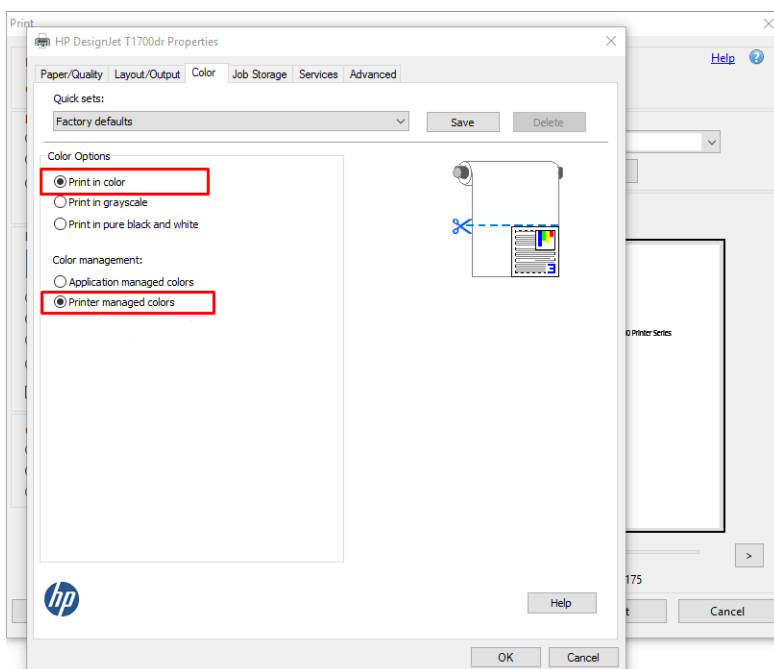 Print
HP DesignJet T1700dr Properties
Help
Paper/Quality Layout/Output Color Job Storage Services Advanced
Quick sets:
Factory defaults
Save
Delete
Color Options
Print in color
Print in grayscale
Print in pure black and white
Color management:
Application managed colors
Printer managed colors
3
0 Printer Series
>
175
hp
Help
t
Cancel
OK
Cancel